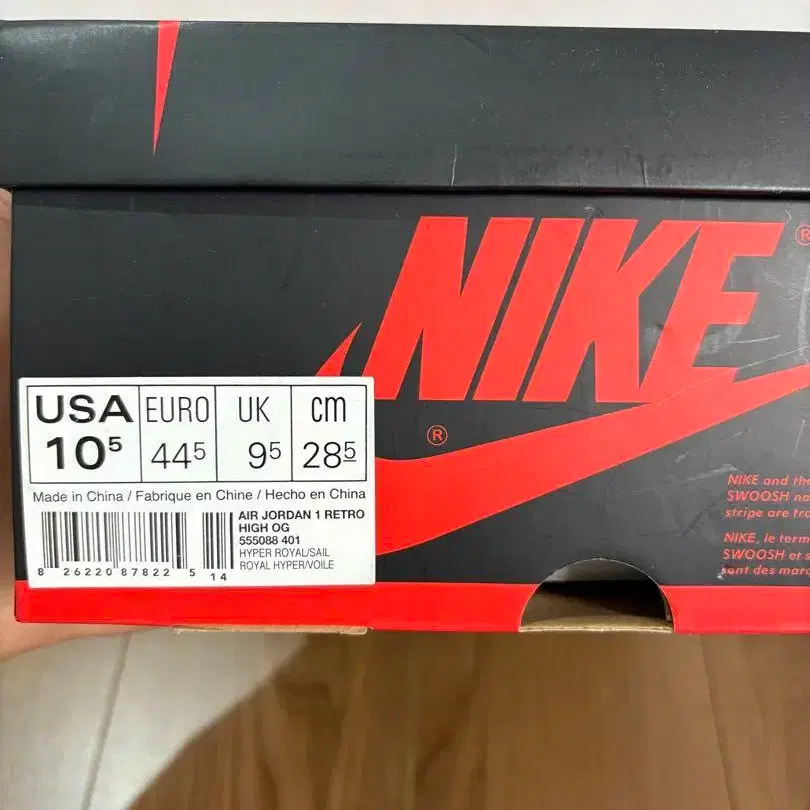 NIKE ®
®
USA EURO UK cm
10⁵ 44⁵ 9⁵ 28⁵
Made in China / Fabrique en Chine / Hecho en China
AIR JORDAN 1 RETRO
HIGH OG
555088 401
HYPER ROYAL/SAIL
ROYAL HYPER/VOILE
8 26220 87822 5 14
NIKE and the
SWOOSH
stripe are
NIKE, le
SWOOSH et
sont des